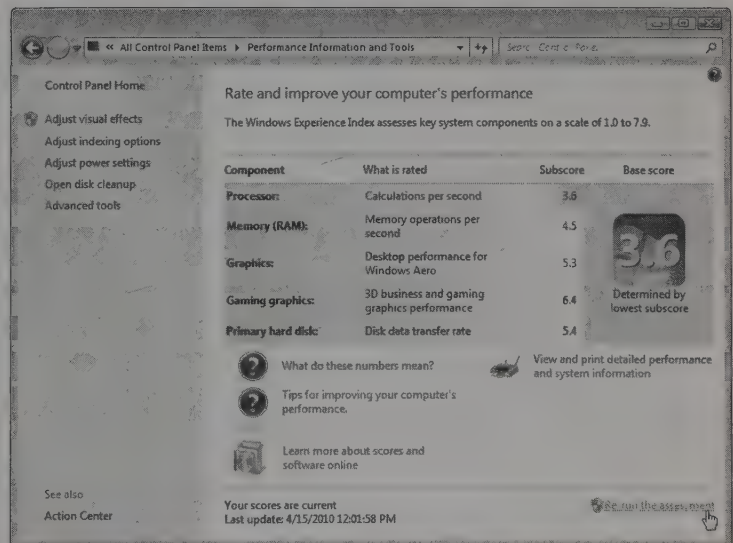 « All Control Panel Items ▸ Performance Information and Tools
Control Panel Home
Adjust visual effects
Adjust indexing options
Adjust power settings
Open disk cleanup
Advanced tools
Rate and improve your computer's performance
The Windows Experience Index assesses key system components on a scale of 1.0 to 7.9.
Component What is rated Subscore Base score
Processor: Calculations per second 3.6
Memory (RAM): Memory operations per
second 4.5
Graphics: Desktop performance for
Windows Aero 5.3
Gaming graphics: 3D business and gaming
graphics performance 6.4
Primary hard disk: Disk data transfer rate 5.4
3.6
Determined by
lowest subscore
What do these numbers mean?
View and print detailed performance
and system information
Tips for improving your computer's
performance.
Learn more about scores and
software online
See also
Action Center
Your scores are current
Last update: 4/15/2010 12:01:58 PM
Re-run the assessment